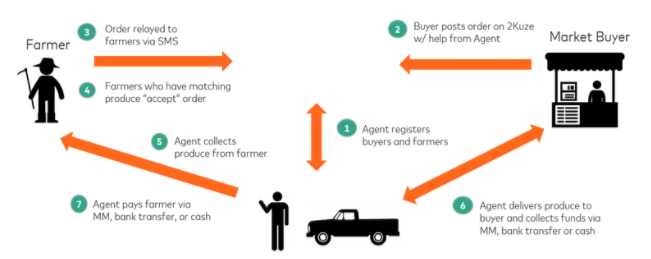 Farmer
3
Order relayed to
farmers via SMS
4
Farmers who have matching
produce “accept” order
2
Buyer posts order on 2Kuze
w/ help from Agent
Market Buyer
1
Agent registers
buyers and farmers
5
Agent collects
produce from farmer
7
Agent pays farmer via
MM, bank transfer, or cash
6
Agent delivers produce to
buyer and collects funds via
MM, bank transfer or cash